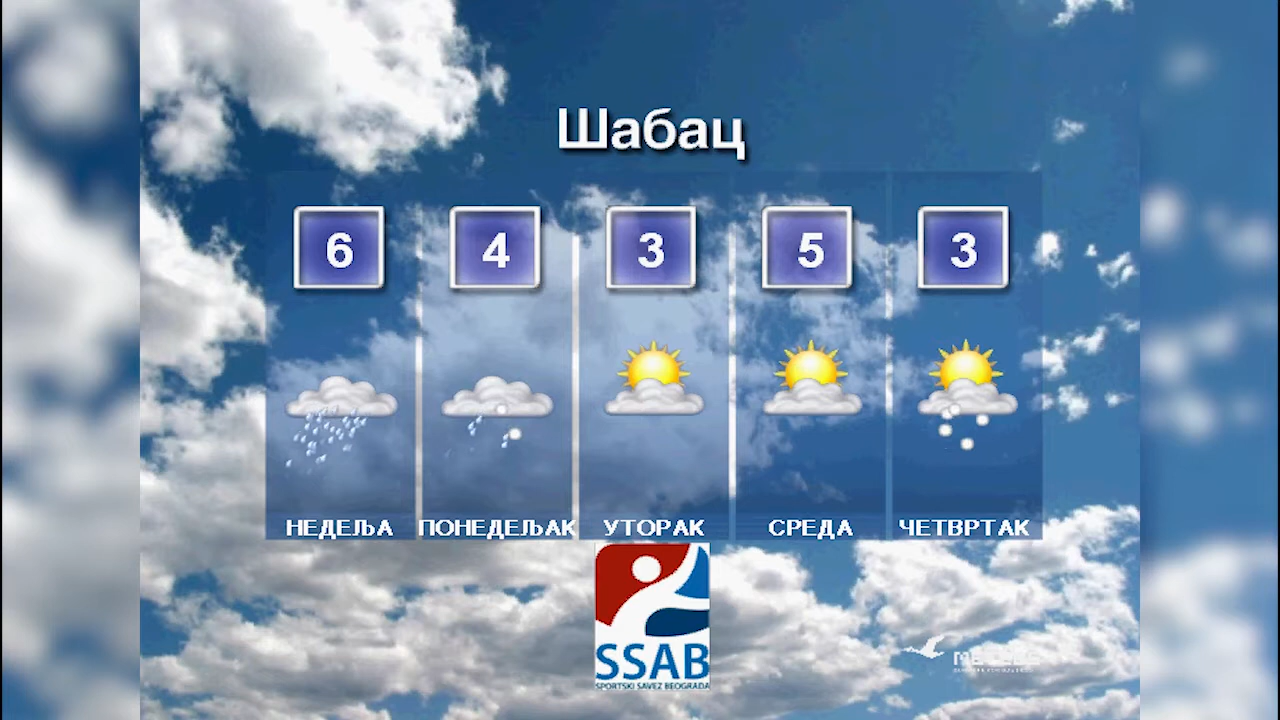 Шабац
6 4 3 5 3
НЕДЕЉА ПОНЕДЕЉАК УТОРАК СРЕДА ЧЕТВРТАК
SSAB
SPORTSKI SAVEZ BEOGRADA